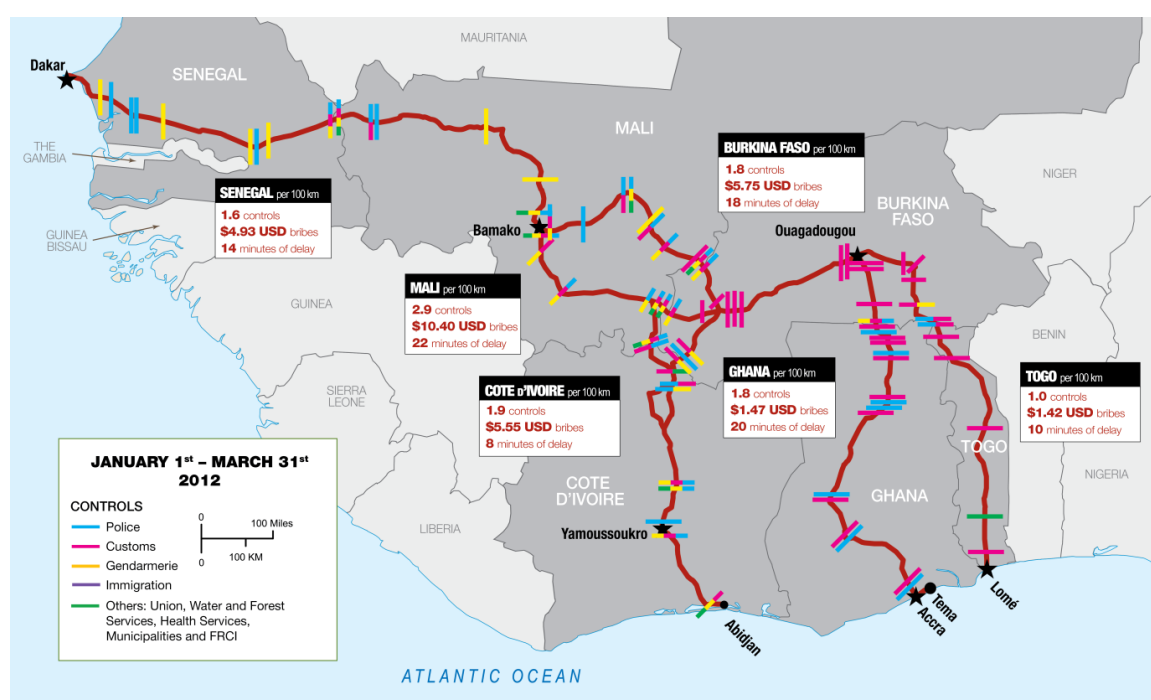 MAURITANIA
Dakar
SENEGAL
MALI
THE
GAMBIA
BURKINA FASO per 100 km
1.8 controls
$5.75 USD bribes
18 minutes of delay
NIGER
SENEGAL per 100 km
1.6 controls
$4.93 USD bribes
14 minutes of delay
BURKINA
FASO
GUINEA
BISSAU
Bamako
Ouagadougou
GUINEA
MALI per 100 km
2.9 controls
$10.40 USD bribes
22 minutes of delay
BENIN
GHANA per 100 km
1.8 controls
$1.47 USD bribes
20 minutes of delay
TOGO per 100 km
1.0 controls
$1.42 USD bribes
10 minutes of delay
COTE D'IVOIRE per 100 km
1.9 controls
$5.55 USD bribes
8 minutes of delay
SIERRA
LEONE
TOGO
JANUARY 1st – MARCH 31st
2012
CONTROLS
Police
Customs
Gendarmerie
Immigration
Others: Union, Water and Forest
Services, Health Services,
Municipalities and FRCI
0 100 Miles
0 100 KM
COTE
D'IVOIRE
GHANA
NIGERIA
LIBERIA
Yamoussoukro
Abidjan
Accra
Tema
Lomé
ATLANTIC OCEAN